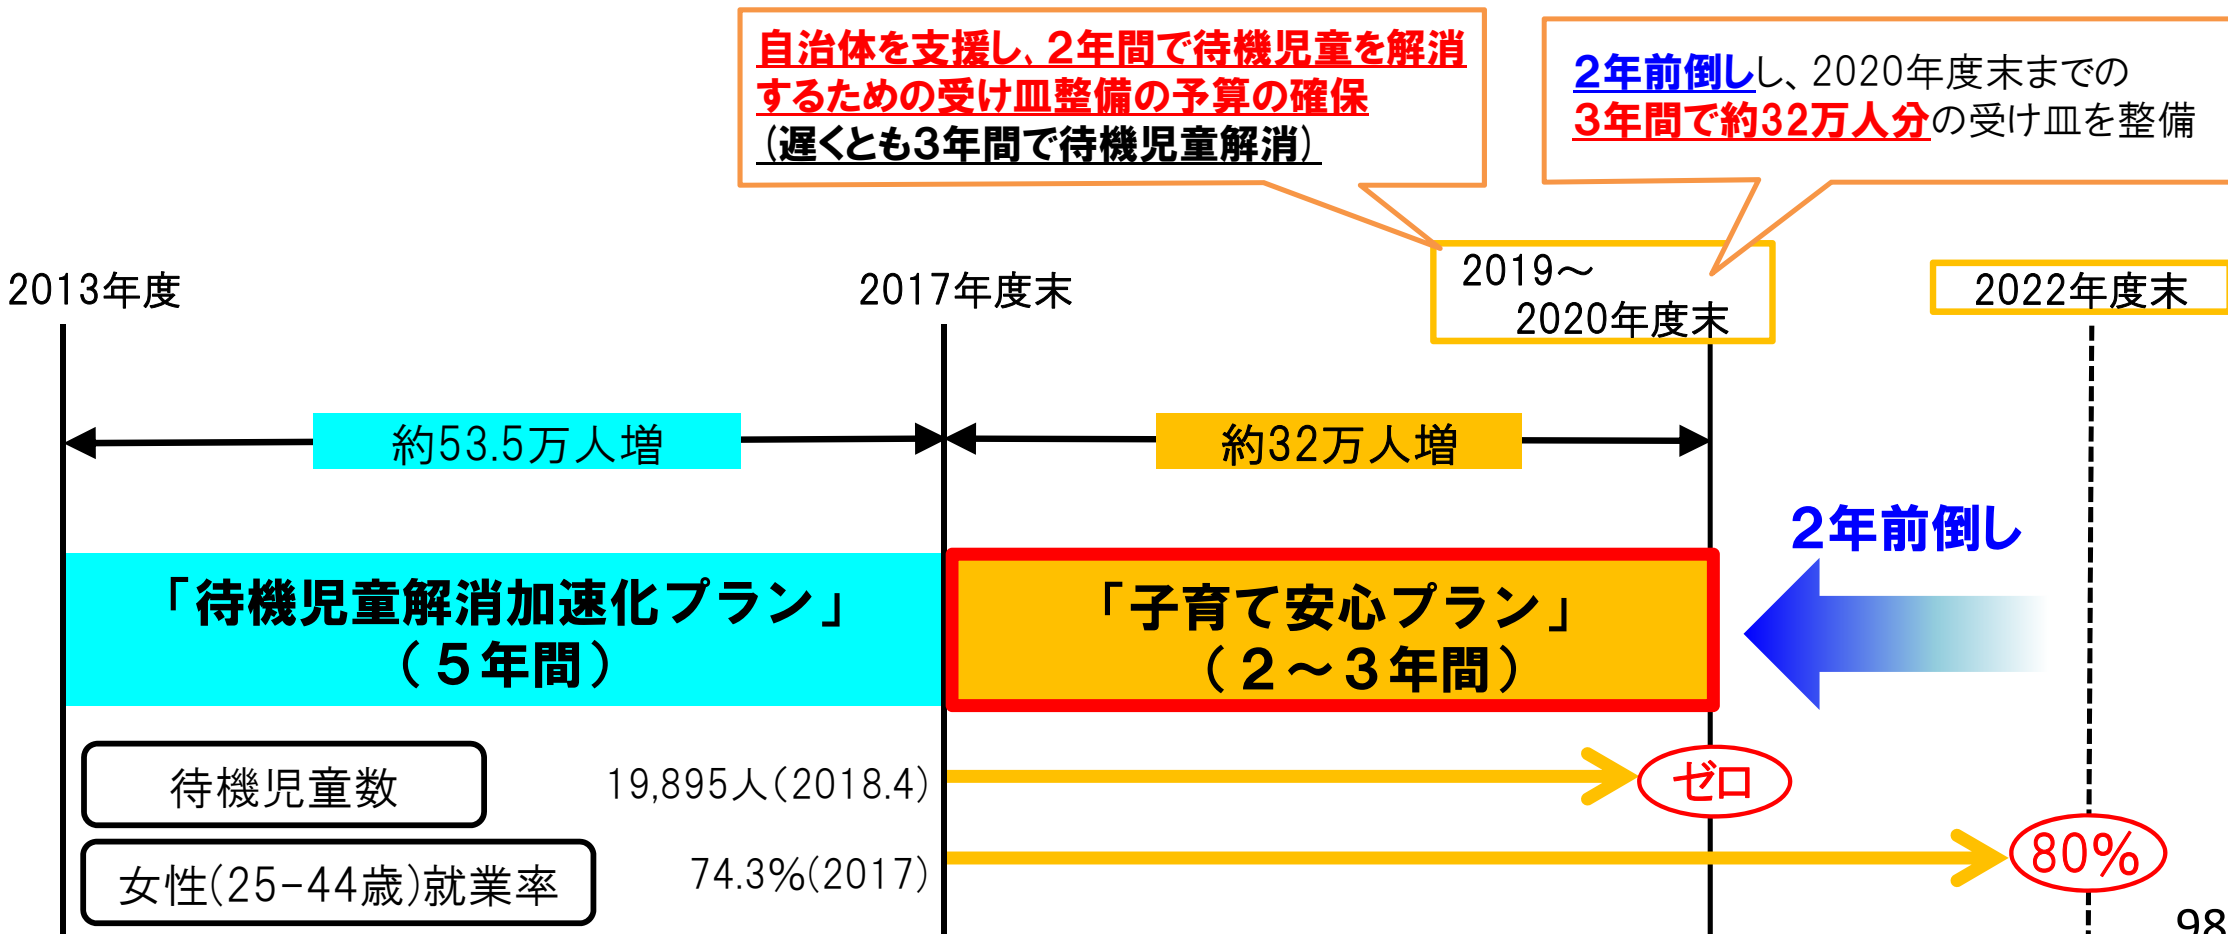 自治体を支援し、2年間で待機児童を解消
するための受け皿整備の予算の確保
(遅くとも3年間で待機児童解消)
2年前倒しし、2020年度末までの
3年間で約32万人分の受け皿を整備
2013年度
2017年度末
2019~
2020年度末
2022年度末
約53.5万人増
約32万人増
2年前倒し
「待機児童解消加速化プラン」
(5年間)
「子育て安心プラン」
(2~3年間)
待機児童数
19,895人(2018.4)
ゼロ
女性(25-44歳)就業率
74.3%(2017)
80%
98